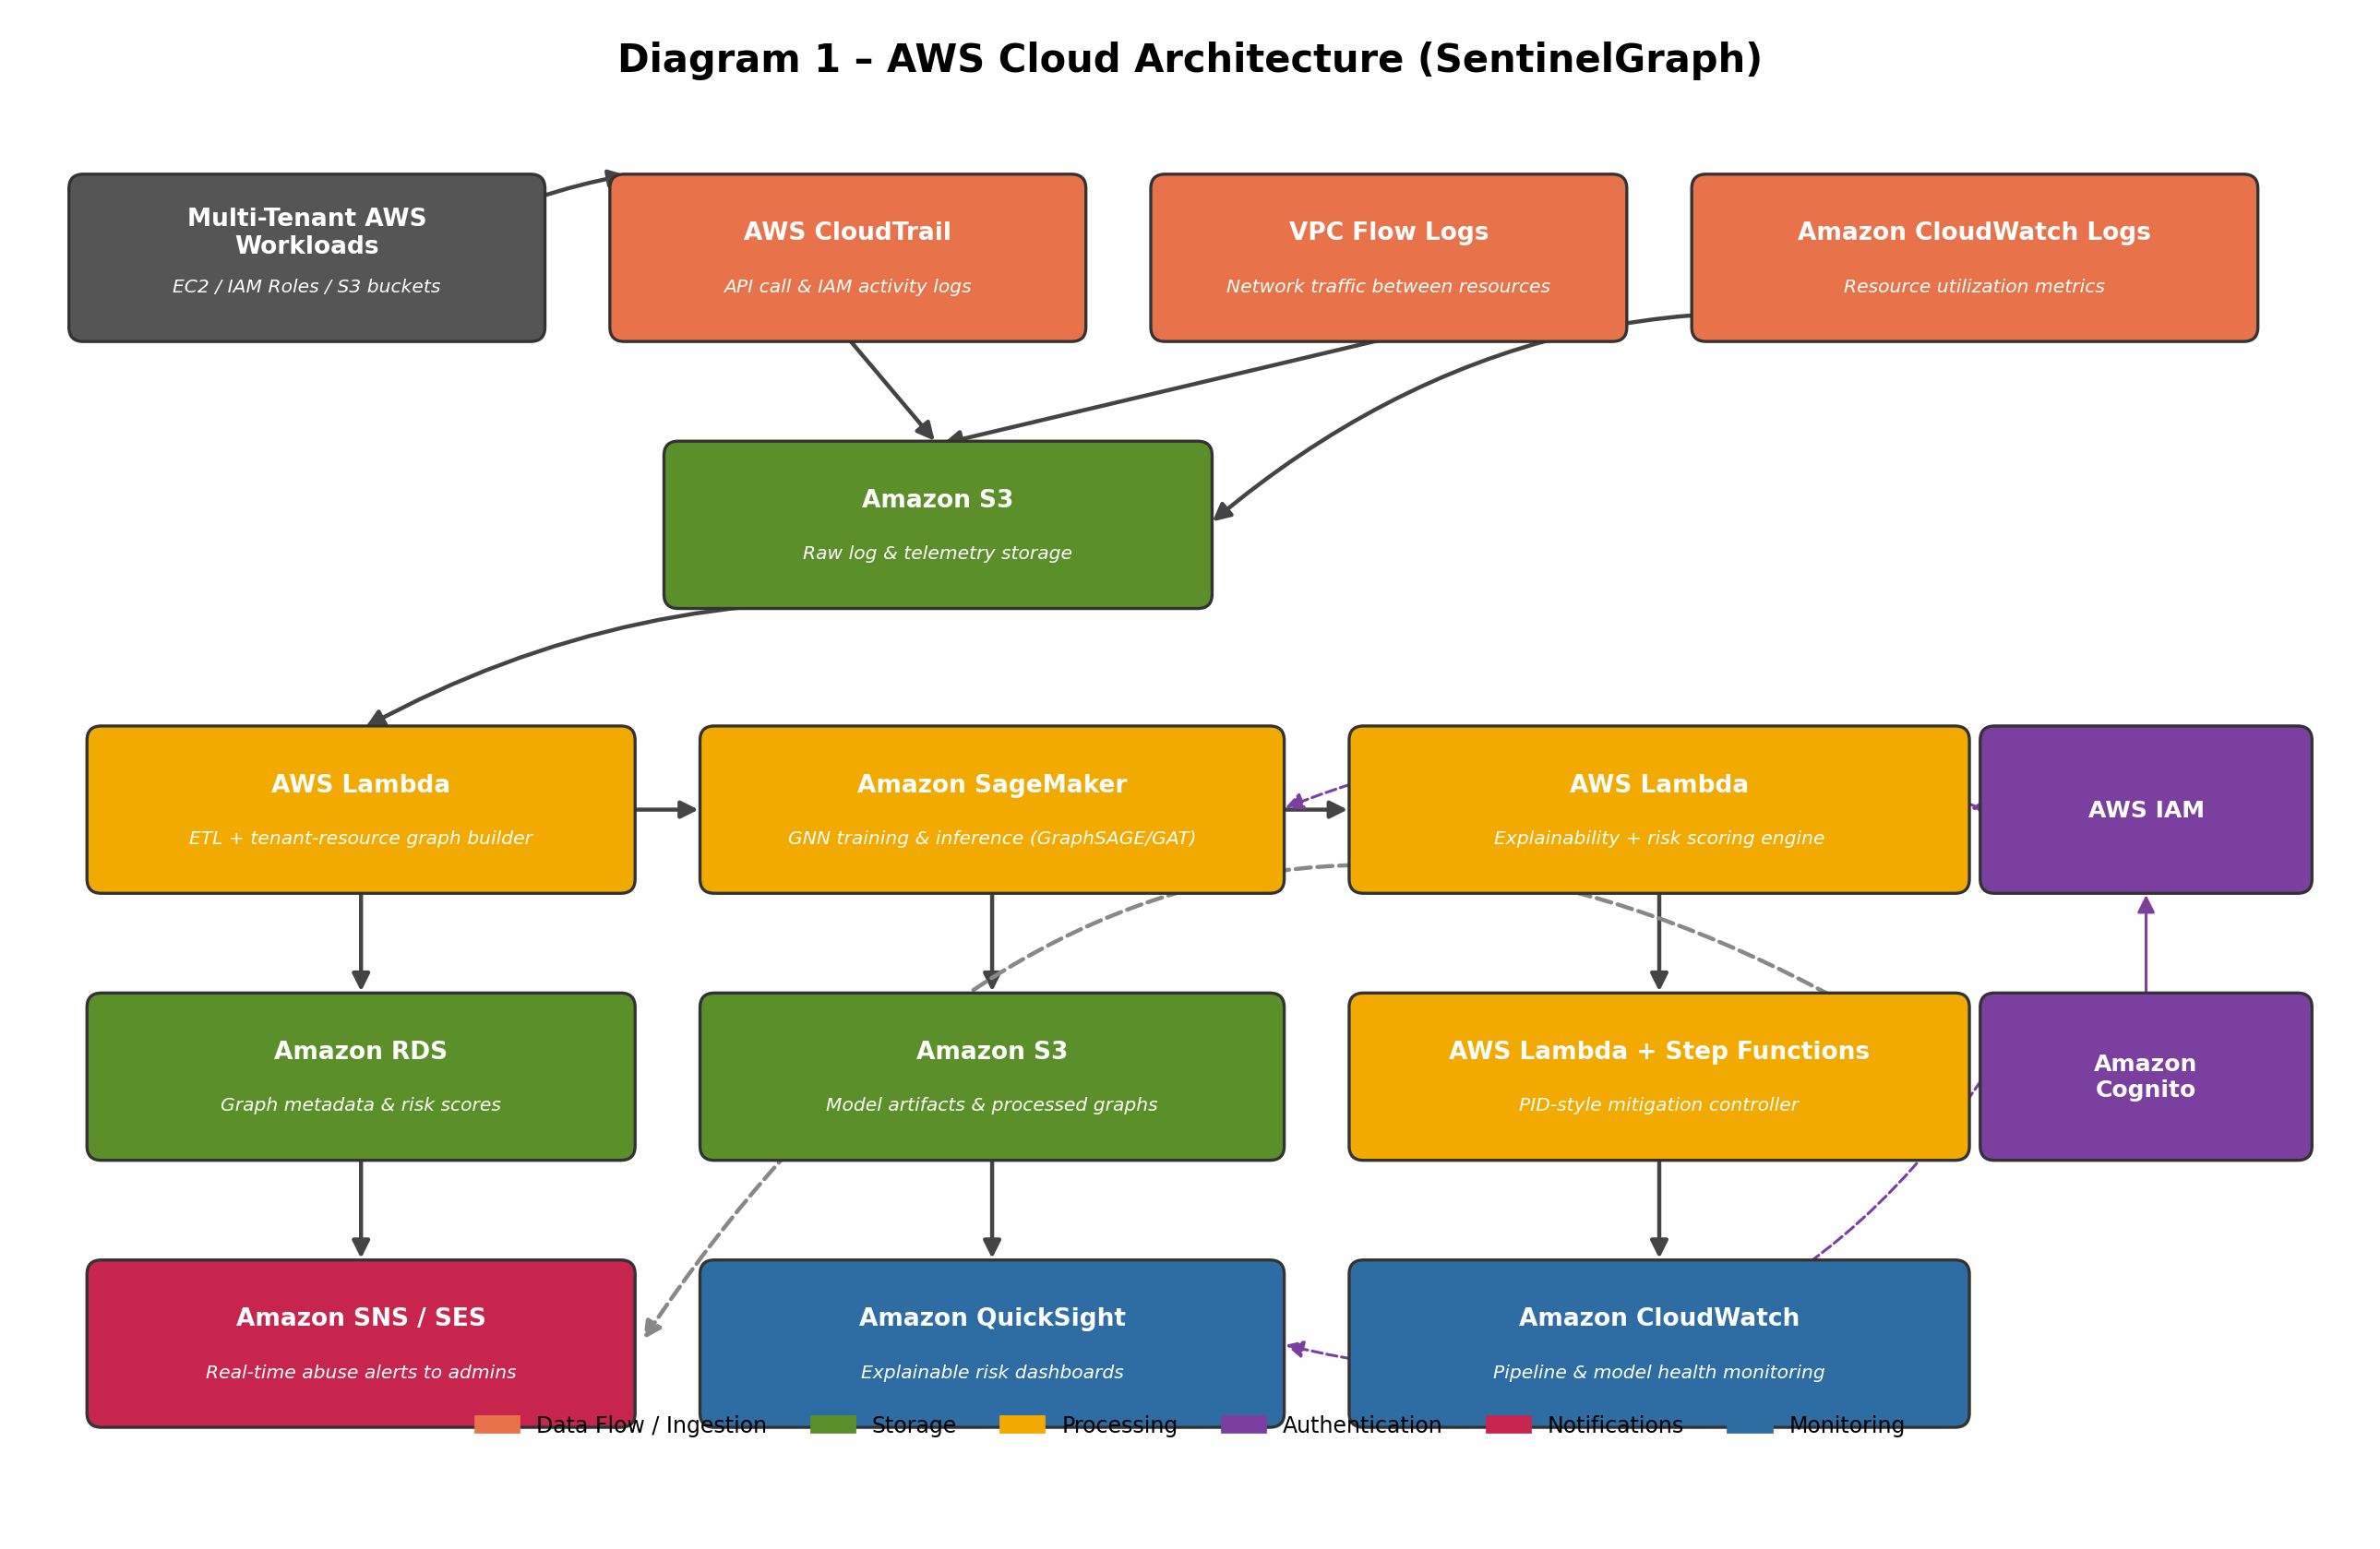 Diagram 1 – AWS Cloud Architecture (SentinelGraph)
Multi-Tenant AWS
Workloads
EC2 / IAM Roles / S3 buckets
AWS CloudTrail
API call & IAM activity logs
VPC Flow Logs
Network traffic between resources
Amazon CloudWatch Logs
Resource utilization metrics
Amazon S3
Raw log & telemetry storage
AWS Lambda
ETL + tenant-resource graph builder
Amazon SageMaker
GNN training & inference (GraphSAGE/GAT)
AWS Lambda
Explainability + risk scoring engine
AWS IAM
Amazon RDS
Graph metadata & risk scores
Amazon S3
Model artifacts & processed graphs
AWS Lambda + Step Functions
PID-style mitigation controller
Amazon
Cognito
Amazon SNS / SES
Real-time abuse alerts to admins
Amazon QuickSight
Explainable risk dashboards
Amazon CloudWatch
Pipeline & model health monitoring
Data Flow / Ingestion
Storage
Processing
Authentication
Notifications
Monitoring